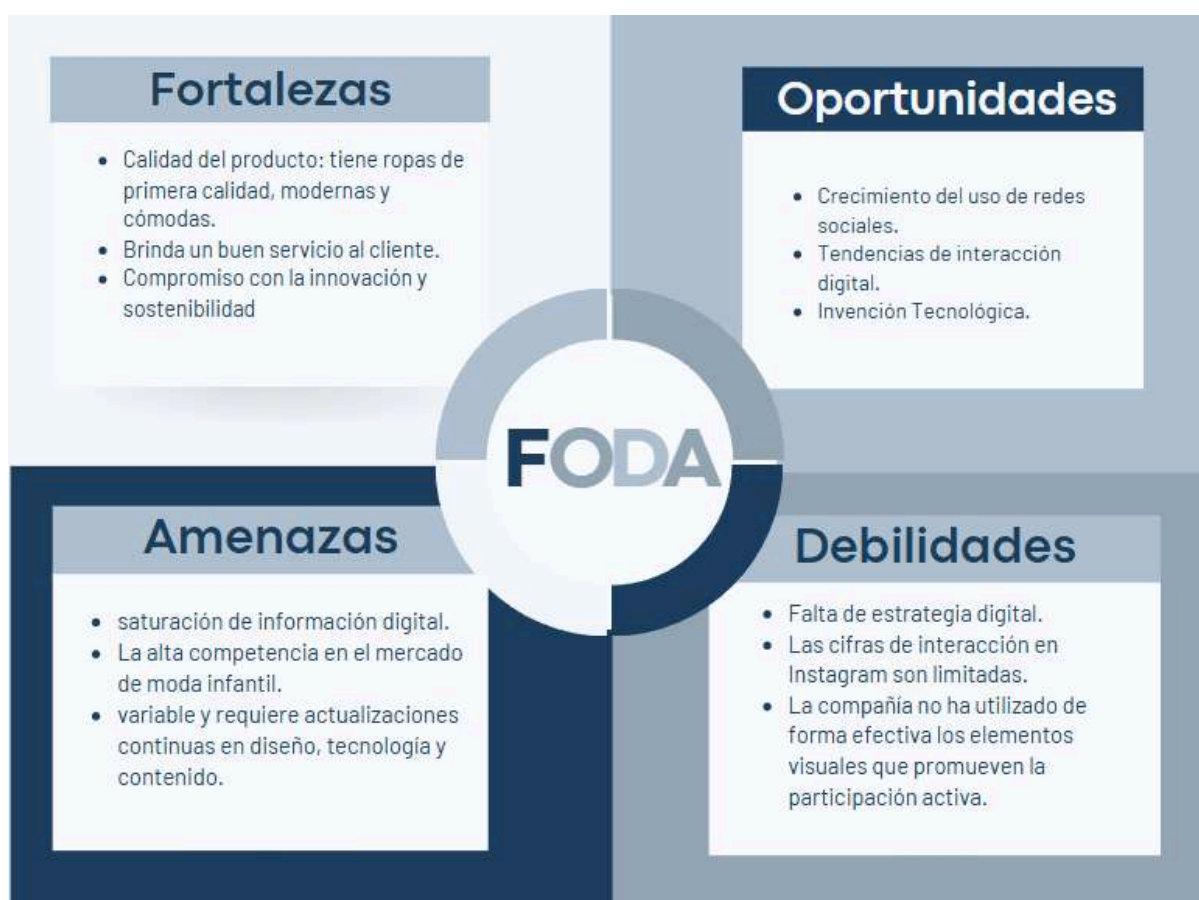 Fortalezas
• Calidad del producto: tiene ropas de
primera calidad, modernas y
cómodas.
• Brinda un buen servicio al cliente.
• Compromiso con la innovación y
sostenibilidad
Oportunidades
• Crecimiento del uso de redes
sociales.
• Tendencias de interacción
digital.
• Invención Tecnológica.
FODA
Amenazas
• saturación de información digital.
• La alta competencia en el mercado
de moda infantil.
• variable y requiere actualizaciones
continuas en diseño, tecnología y
contenido.
Debilidades
• Falta de estrategia digital.
• Las cifras de interacción en
Instagram son limitadas.
• La compañía no ha utilizado de
forma efectiva los elementos
visuales que promueven la
participación activa.